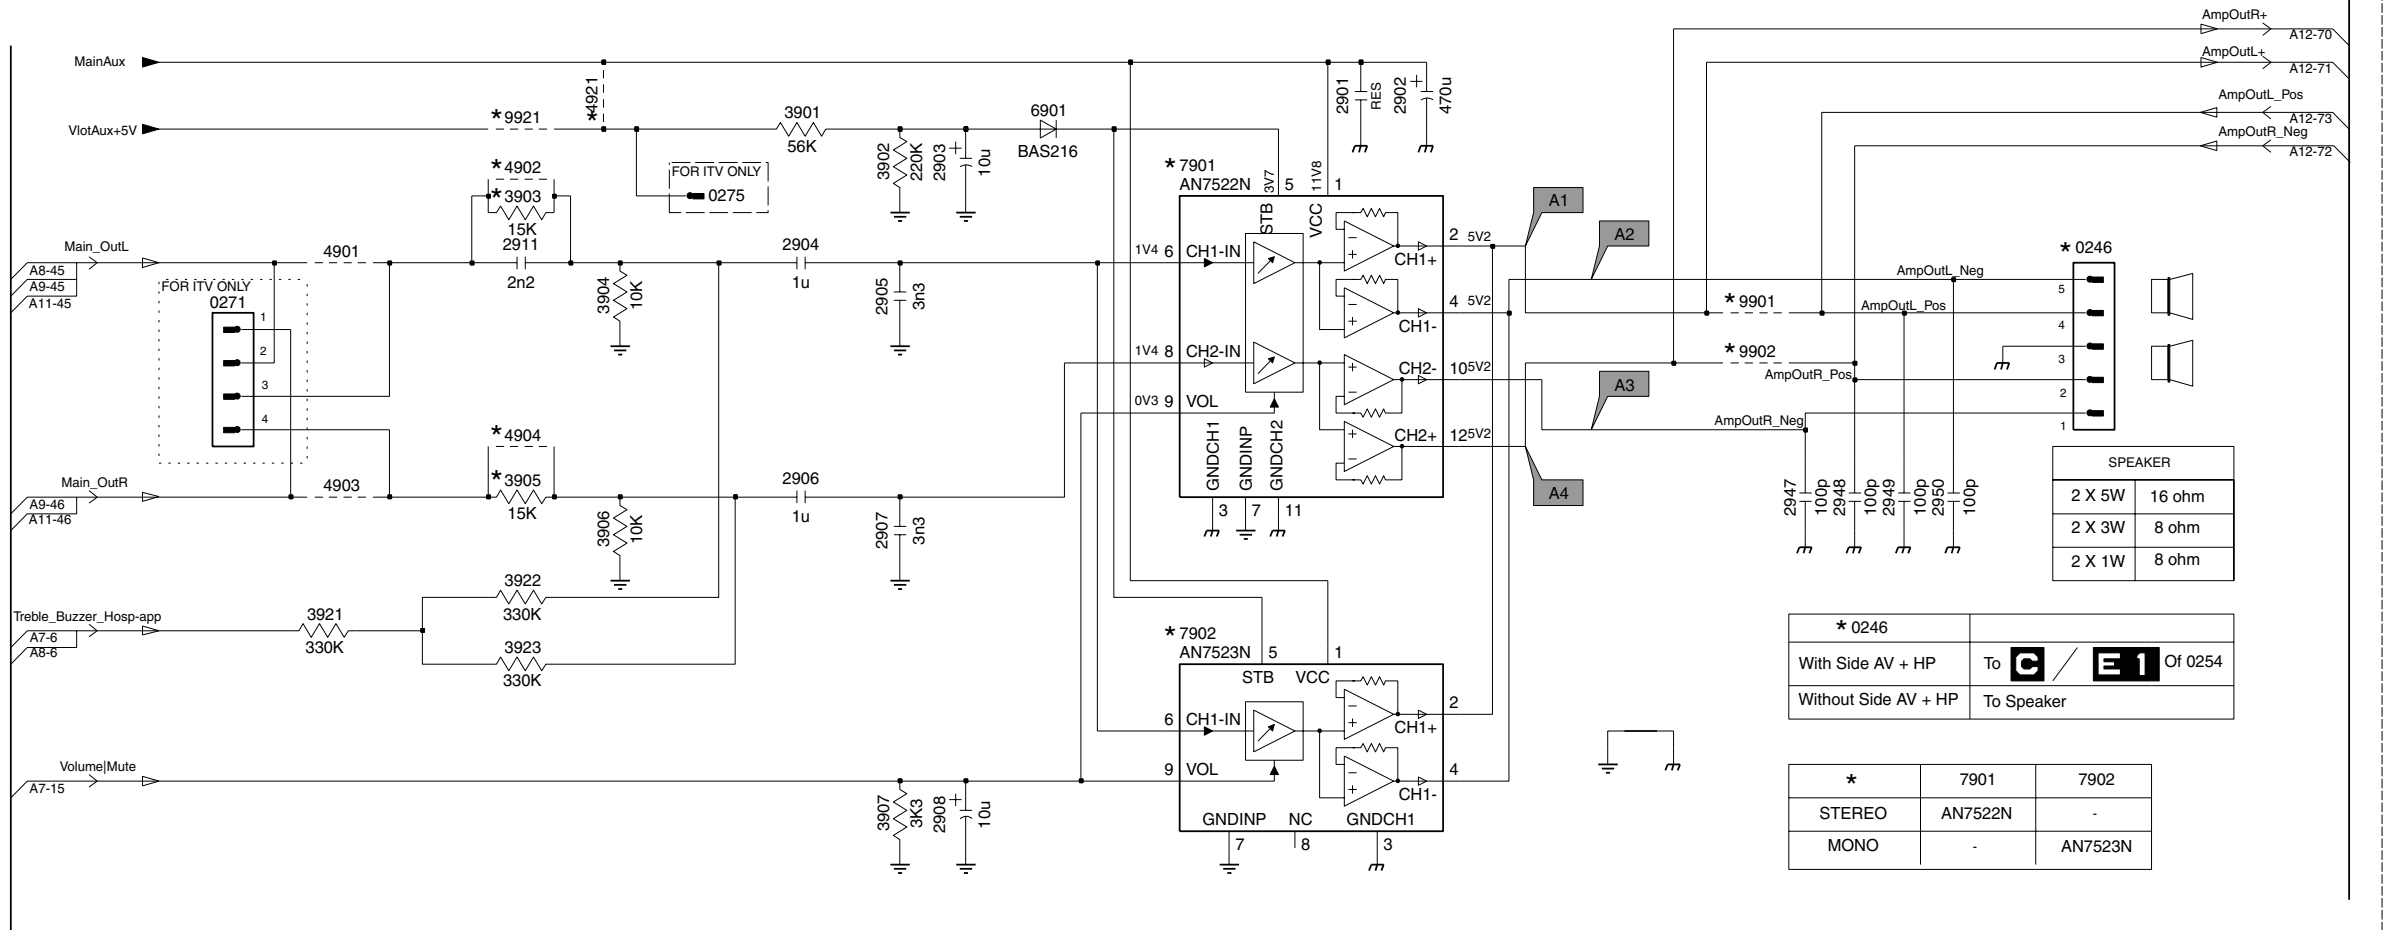 AmpOutR+
A12-70
AmpOutL+
A12-71
AmpOutL_Pos
A12-73
AmpOutR_Neg
A12-72
MainAux
*4921
2901
RES
2902
+
470u
VlotAux+5V
*9921
3901
56K
3902
220K
2903
+
10u
6901
BAS216
FOR ITV ONLY
0275
*4902
*3903
15K
2911
2n2
Main_OutL
A8-45
A9-45
A11-45
4901
3904
10K
2904
1u
2905
3n3
FOR ITV ONLY
0271
1
2
3
4
*7901
AN7522N
3V7
5
11V8
1
STB
VCC
1V4 6 CH1-IN
1V4 8 CH2-IN
0V3 9 VOL
GNDCH1
GNDINP
GNDCH2
3
7
11
CH1+
2 5V2
CH1-
4 5V2
CH2-
10 5V2
CH2+
12 5V2
A1
A2
A3
A4
*9901
*9902
AmpOutL_Neg
AmpOutL_Pos
AmpOutR_Pos
AmpOutR_Neg
*0246
5
4
3
2
1
2947
100p
2948
100p
2949
100p
2950
100p
SPEAKER
2 X 5W 16 ohm
2 X 3W 8 ohm
2 X 1W 8 ohm
Main_OutR
A9-46
A11-46
4903
*4904
*3905
15K
3906
10K
2906
1u
2907
3n3
Treble_Buzzer_Hosp-app
A7-6
A8-6
3921
330K
3922
330K
3923
330K
*7902
AN7523N
5
1
STB
VCC
6 CH1-IN
9 VOL
CH1+
2
CH1-
4
GNDINP
NC
GNDCH1
7
8
3
Volume|Mute
A7-15
3907
3K3
2908
+
10u
*0246
With Side AV + HP To C / E 1 Of 0254
Without Side AV + HP To Speaker
* 7901 7902
STEREO AN7522N -
MONO - AN7523N